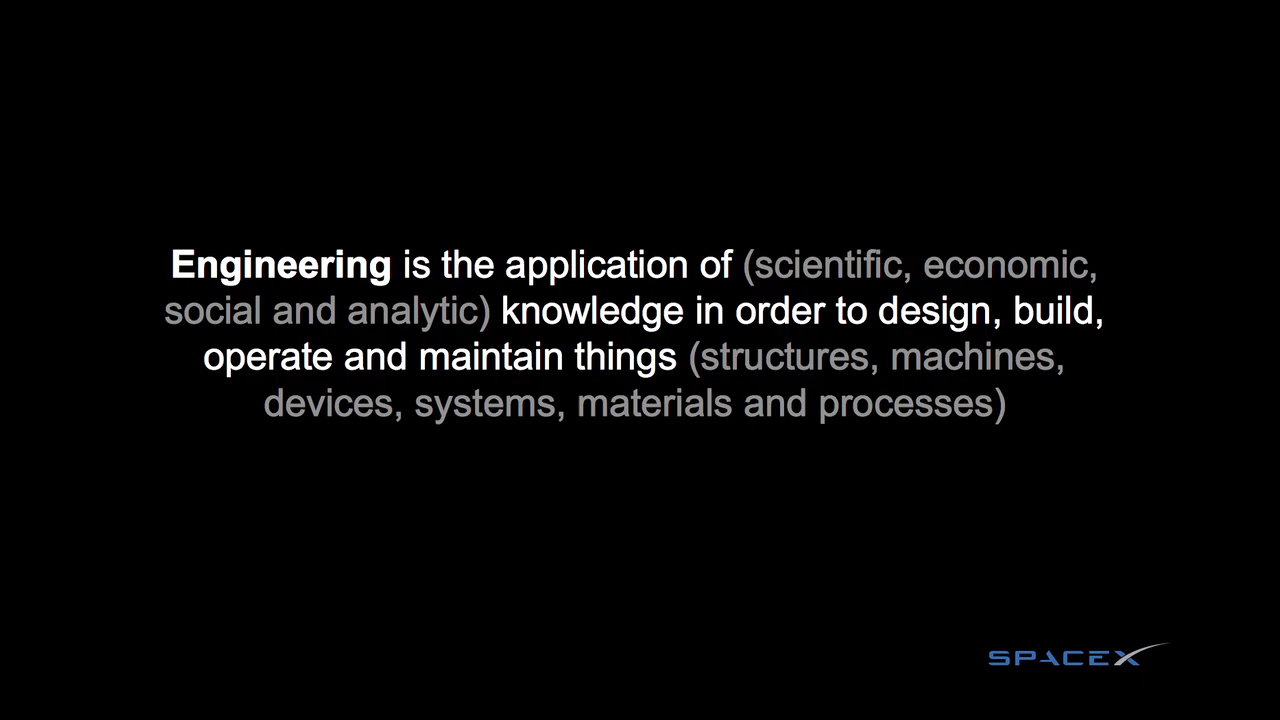 Engineering is the application of (scientific, economic,
social and analytic) knowledge in order to design, build,
operate and maintain things (structures, machines,
devices, systems, materials and processes)
SPACEX